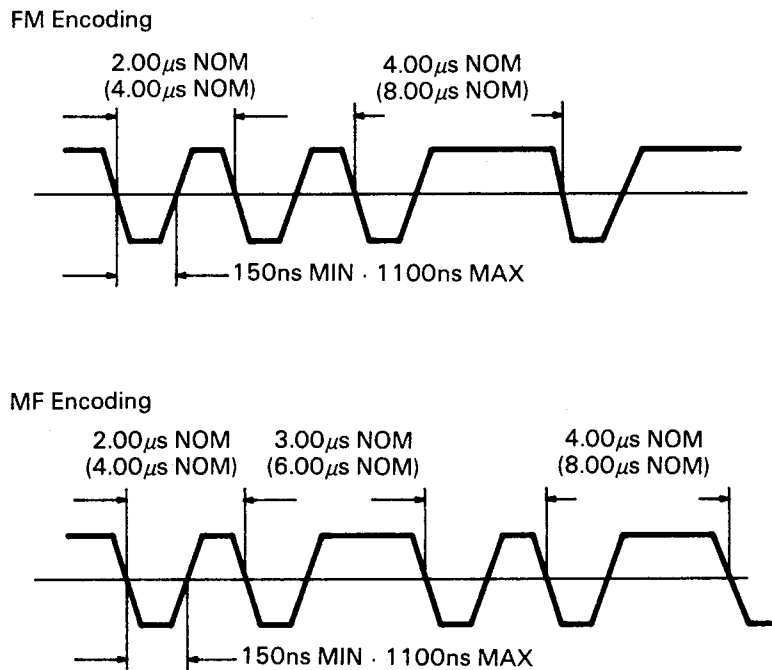 FM Encoding
2.00μs NOM
(4.00μs NOM)
4.00μs NOM
(8.00μs NOM)
150ns MIN · 1100ns MAX
MF Encoding
2.00μs NOM
(4.00μs NOM)
3.00μs NOM
(6.00μs NOM)
4.00μs NOM
(8.00μs NOM)
150ns MIN · 1100ns MAX